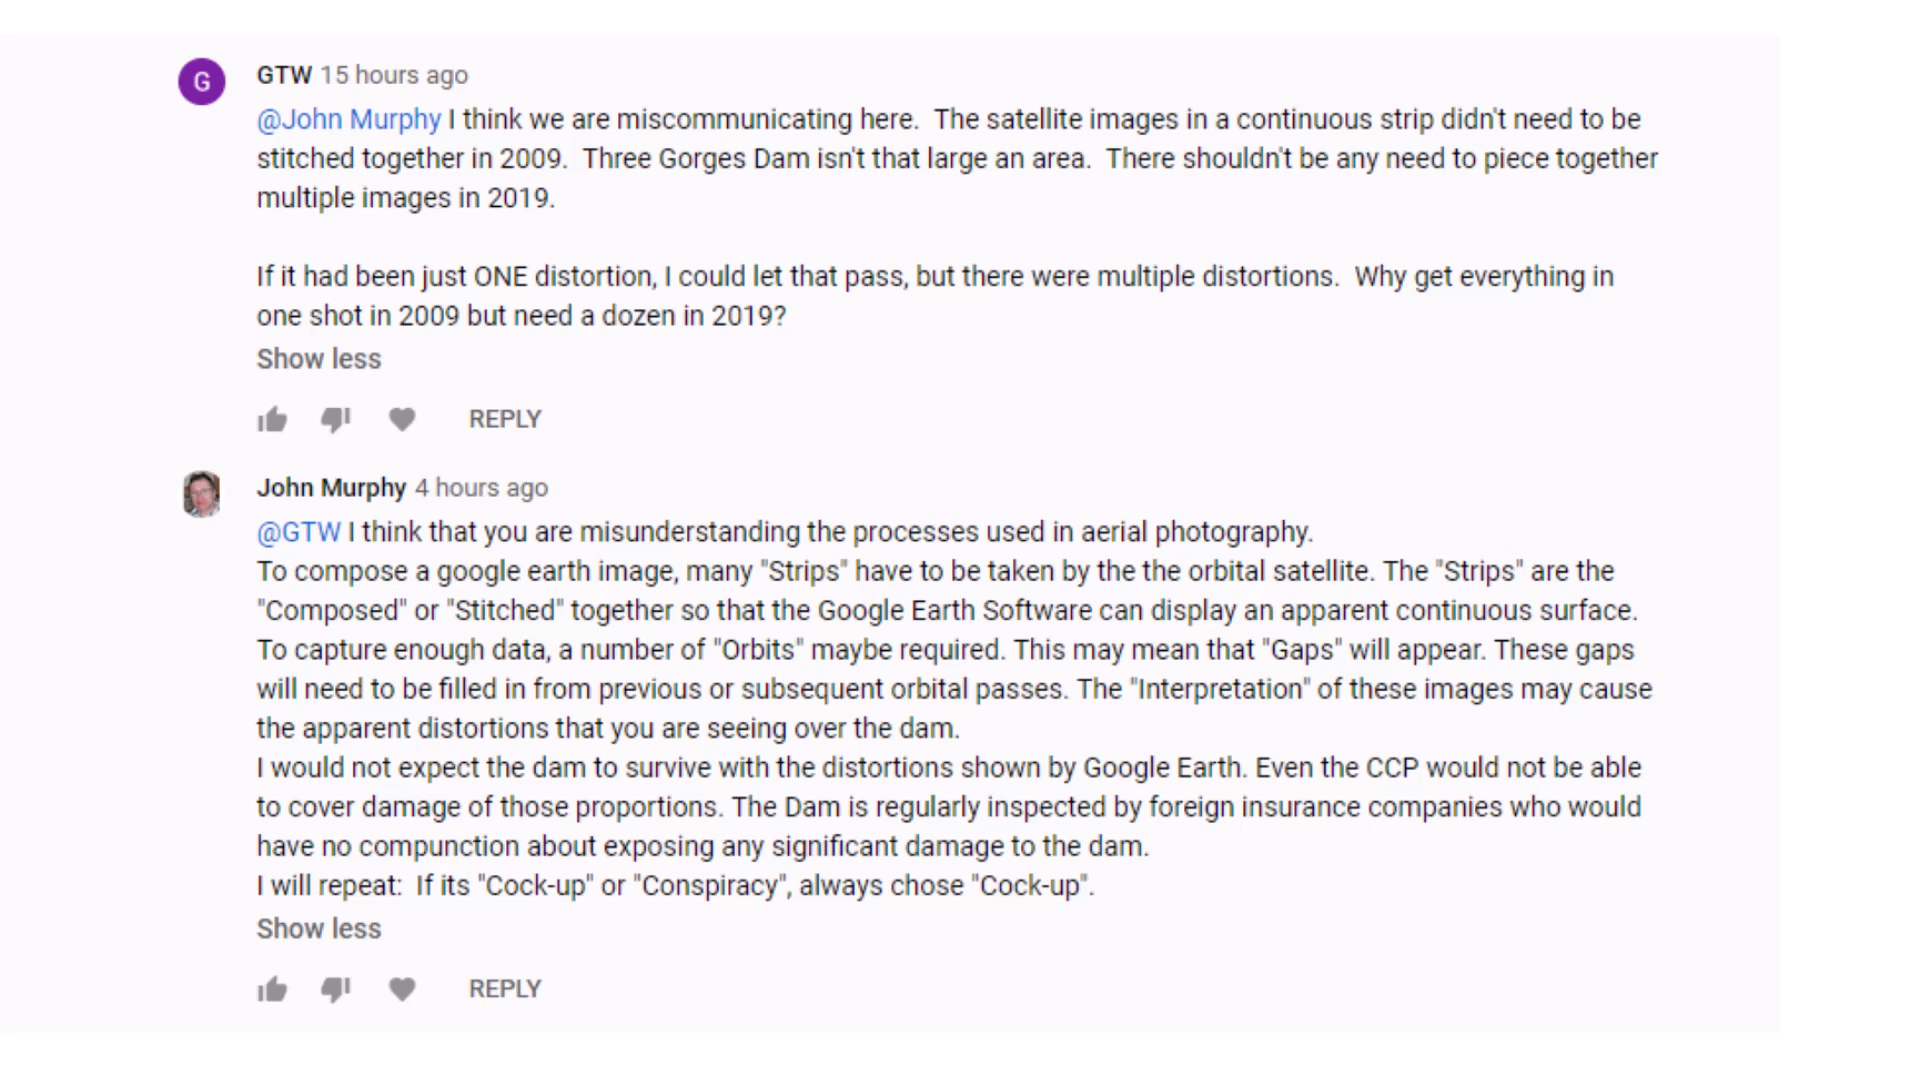 G
GTW 15 hours ago
@John Murphy I think we are miscommunicating here.  The satellite images in a continuous strip didn't need to be
stitched together in 2009.  Three Gorges Dam isn't that large an area.  There shouldn't be any need to piece together
multiple images in 2019.
If it had been just ONE distortion, I could let that pass, but there were multiple distortions.  Why get everything in
one shot in 2009 but need a dozen in 2019?
Show less
REPLY
John Murphy 4 hours ago
@GTW I think that you are misunderstanding the processes used in aerial photography.
To compose a google earth image, many "Strips" have to be taken by the the orbital satellite. The "Strips" are the
"Composed" or "Stitched" together so that the Google Earth Software can display an apparent continuous surface.
To capture enough data, a number of "Orbits" maybe required. This may mean that "Gaps" will appear. These gaps
will need to be filled in from previous or subsequent orbital passes. The "Interpretation" of these images may cause
the apparent distortions that you are seeing over the dam.
I would not expect the dam to survive with the distortions shown by Google Earth. Even the CCP would not be able
to cover damage of those proportions. The Dam is regularly inspected by foreign insurance companies who would
have no compunction about exposing any significant damage to the dam.
I will repeat:  If its "Cock-up" or "Conspiracy", always chose "Cock-up".
Show less
REPLY